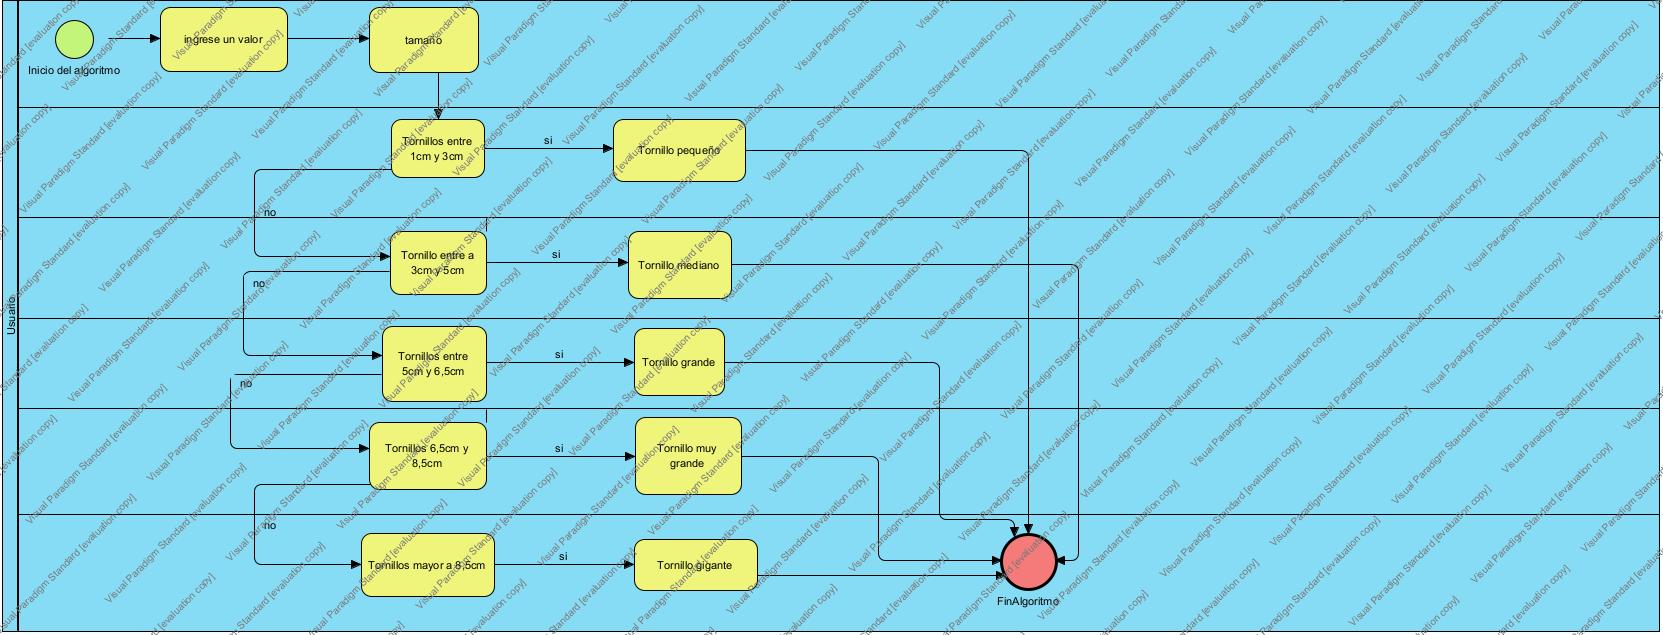 Usuario
Inicio del algoritmo
ingrese un valor
tamaño
Tornillos entre
1cm y 3cm
si
Tornillo pequeño
no
Tornillo entre a
3cm y 5cm
si
Tornillo mediano
no
Tornillos entre
5cm y 6,5cm
si
Tornillo grande
no
Tornillos 6,5cm y
8,5cm
si
Tornillo muy
grande
no
Tornillos mayor a 8,5cm
si
Tornillo gigante
FinAlgoritmo
Visual Paradigm Standard [evaluation copy]